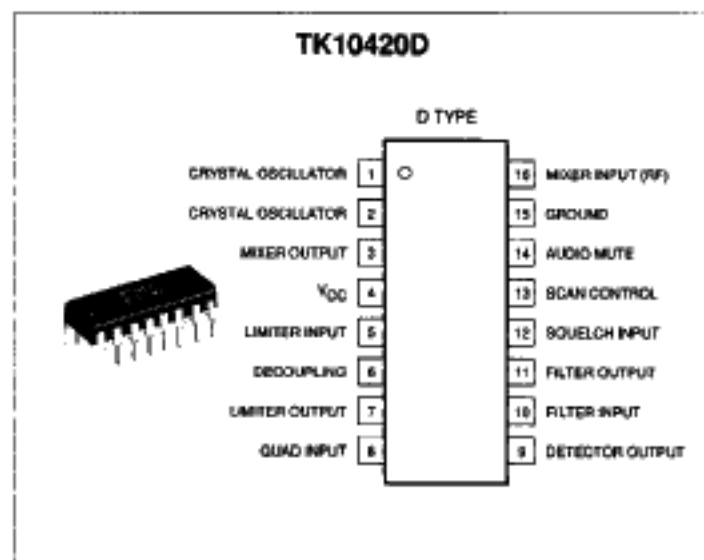 TK10420D
D TYPE
CRYSTAL OSCILLATOR 1
CRYSTAL OSCILLATOR 2
MIXER OUTPUT 3
VCC 4
LIMITER INPUT 5
DECOUPLING 6
LIMITER OUTPUT 7
QUAD INPUT 8
16 MIXER INPUT (RF)
15 GROUND
14 AUDIO MUTE
13 SCAN CONTROL
12 SQUELCH INPUT
11 FILTER OUTPUT
10 FILTER INPUT
9 DETECTOR OUTPUT